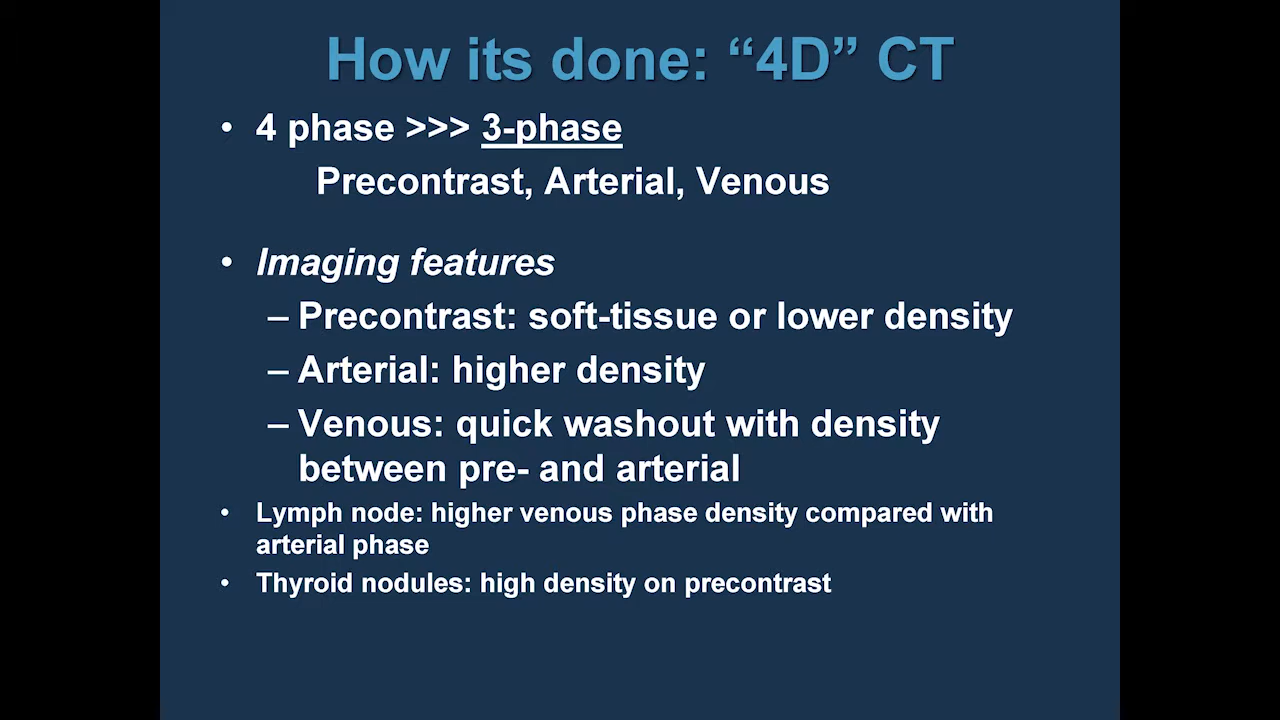 How its done: “4D” CT
• 4 phase >>> 3-phase
Precontrast, Arterial, Venous
• Imaging features
– Precontrast: soft-tissue or lower density
– Arterial: higher density
– Venous: quick washout with density
between pre- and arterial
• Lymph node: higher venous phase density compared with
arterial phase
• Thyroid nodules: high density on precontrast